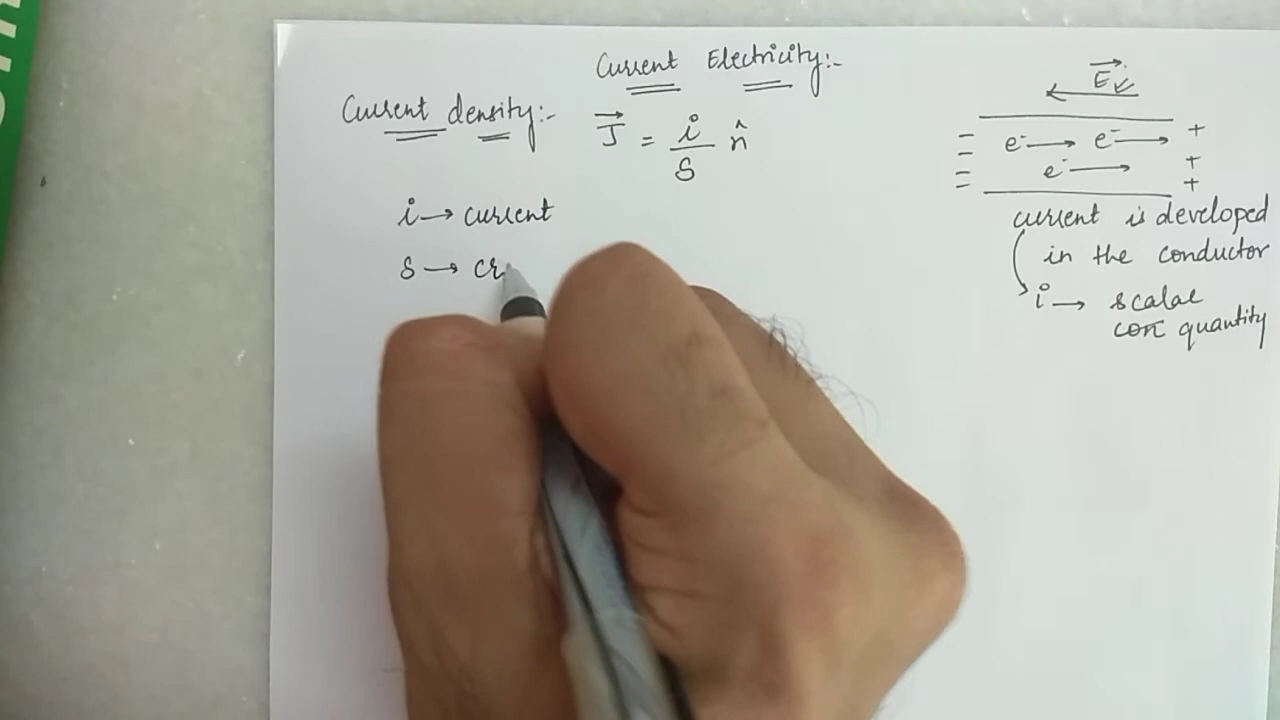 Current Electricity:-
Current density:- J = i/s n̂
i → current
s → cr
E
- e⁻ → e⁻ → +
- e⁻ → +
= +
current is developed
in the conductor
i → scalar
quantity